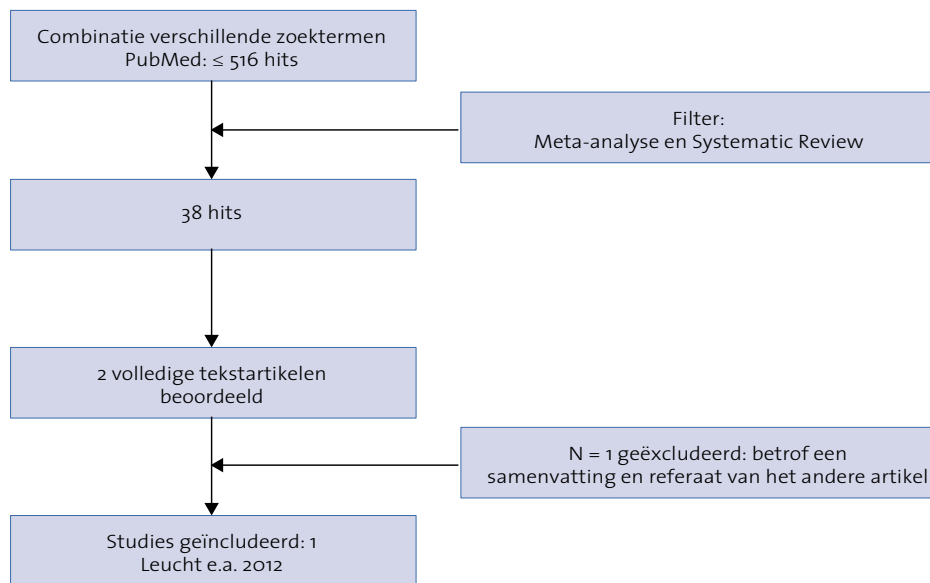 Combinatie verschillende zoektermen
PubMed: ≤ 516 hits
Filter:
Meta-analyse en Systematic Review
38 hits
2 volledige tekstartikelen
beoordeeld
N = 1 geëxcludeerd: betrof een
samenvatting en referaat van het andere artikel
Studies geïncludeerd: 1
Leucht e.a. 2012